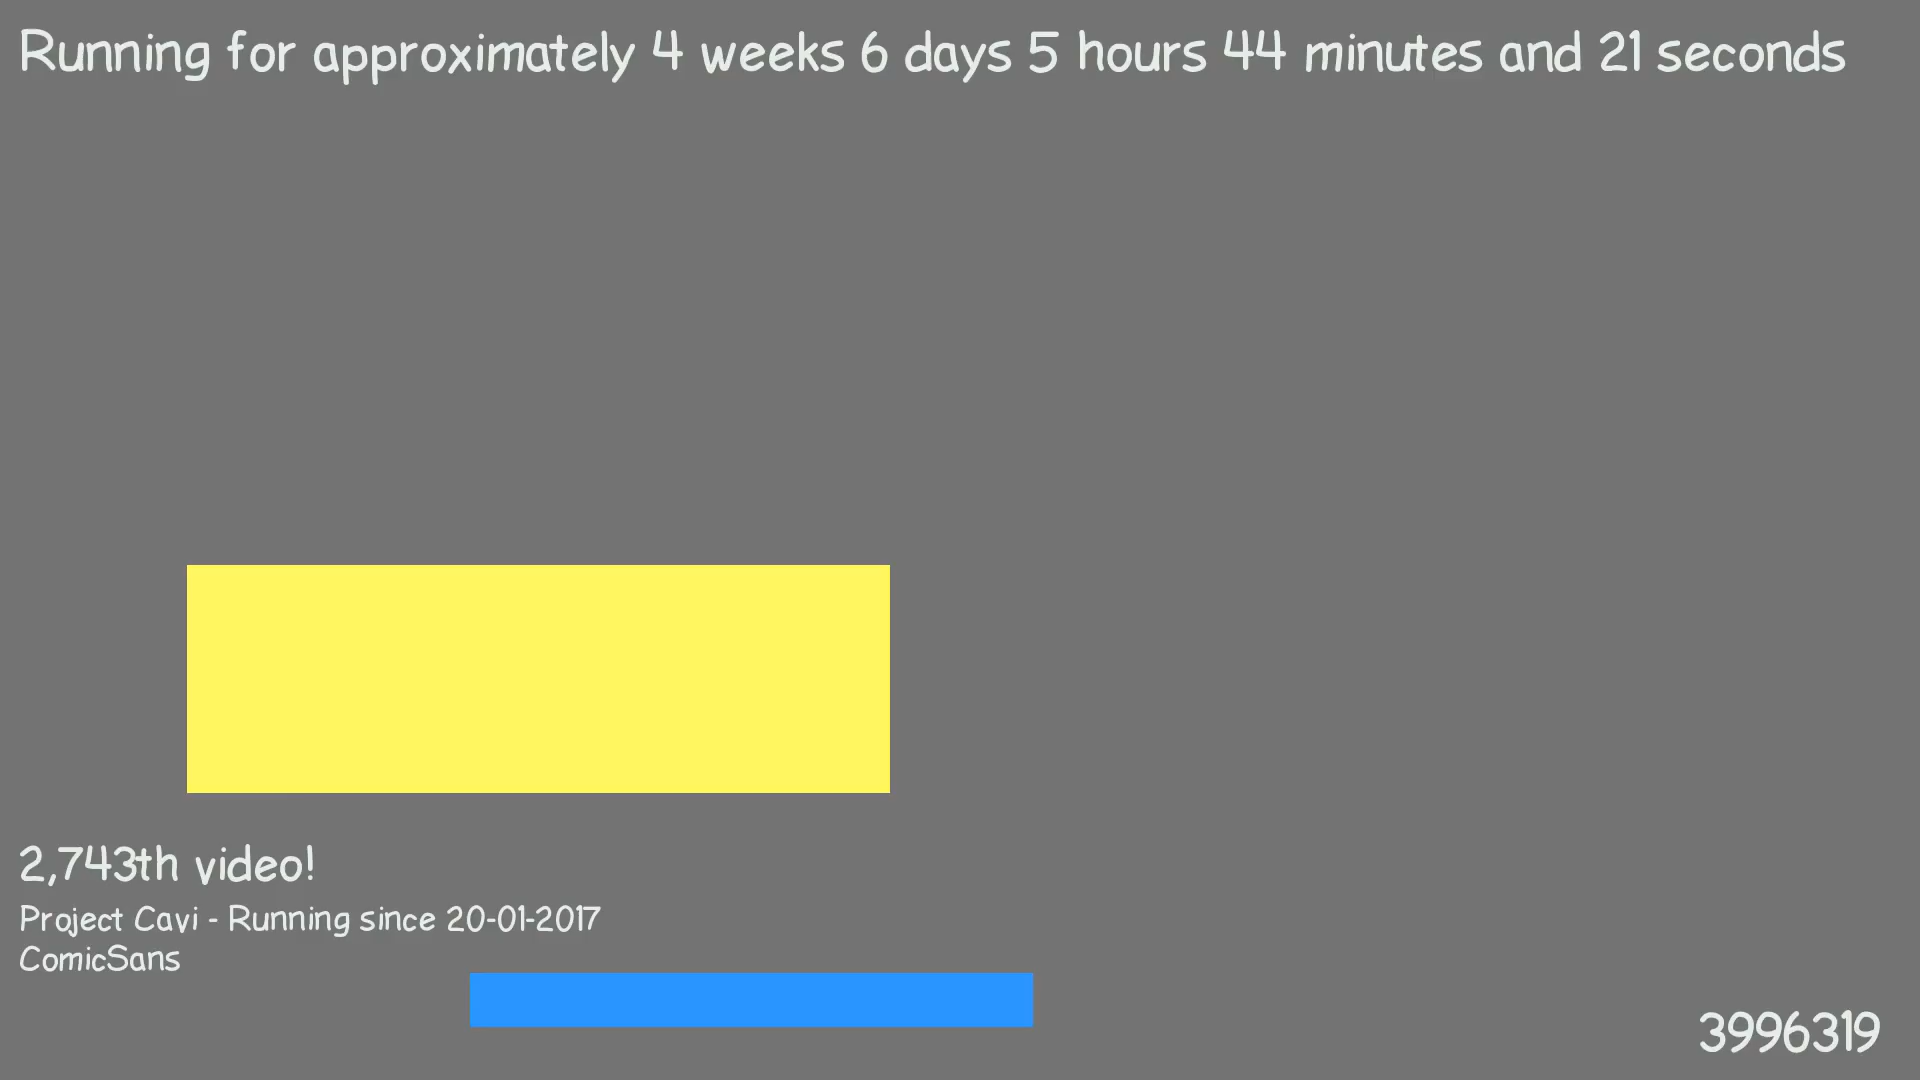 Running for approximately 4 weeks 6 days 5 hours 44 minutes and 21 seconds
2,743th video!
Project Cavi - Running since 20-01-2017
ComicSans
3996319